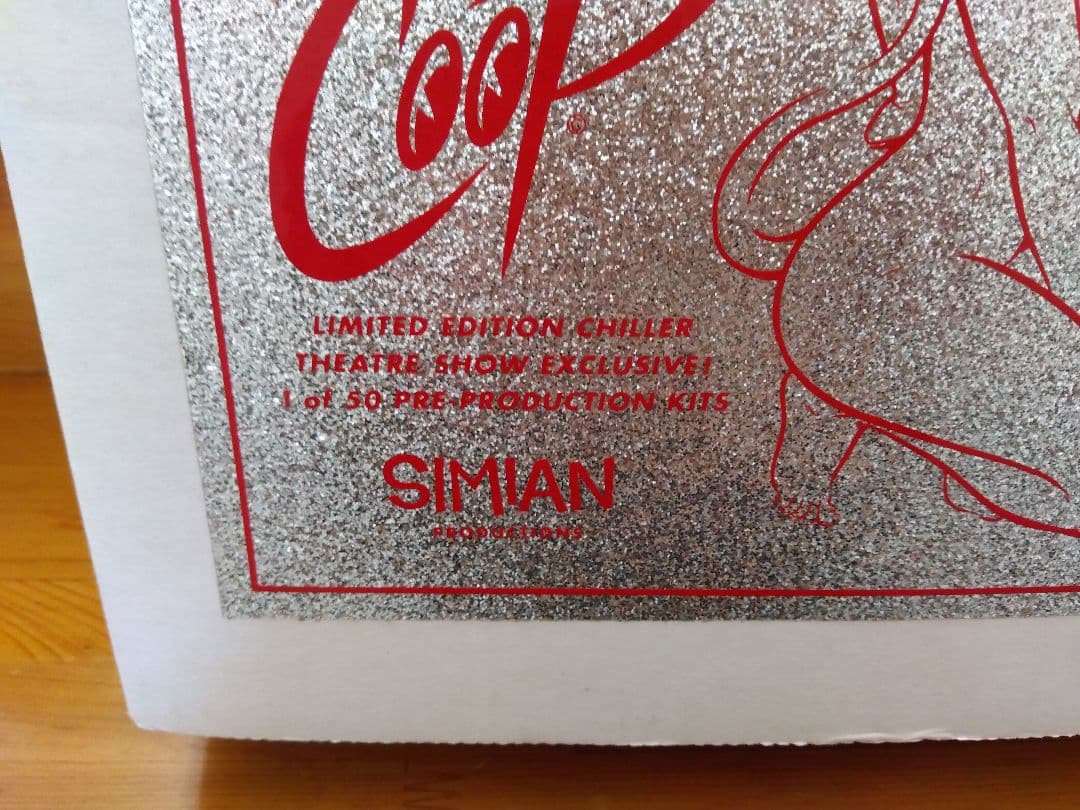 Coop
©
LIMITED EDITION CHILLER
THEATRE SHOW EXCLUSIVE!
1 of 50 PRE-PRODUCTION KITS
SIMIAN
PRODUCTIONS